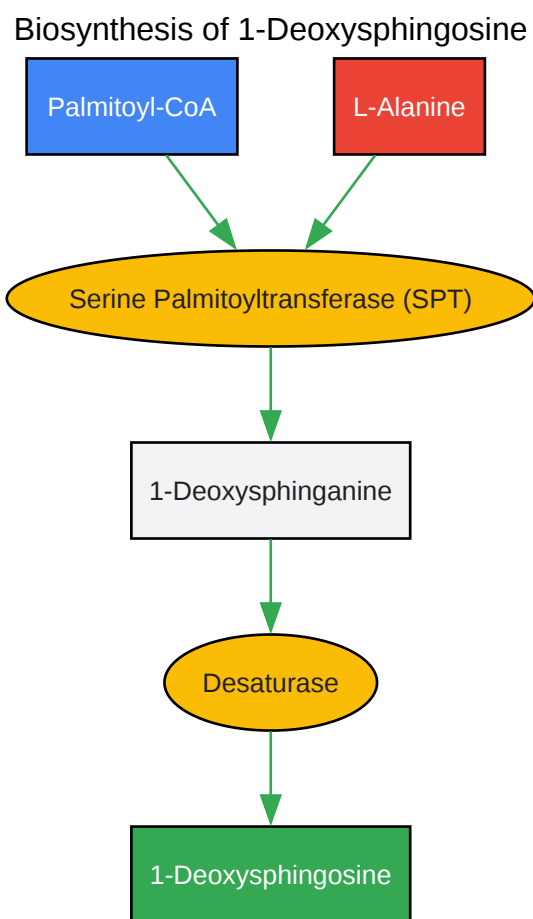 Biosynthesis of 1-Deoxysphingosine
Palmitoyl-CoA
L-Alanine
Serine Palmitoyltransferase (SPT)
1-Deoxysphinganine
Desaturase
1-Deoxysphingosine